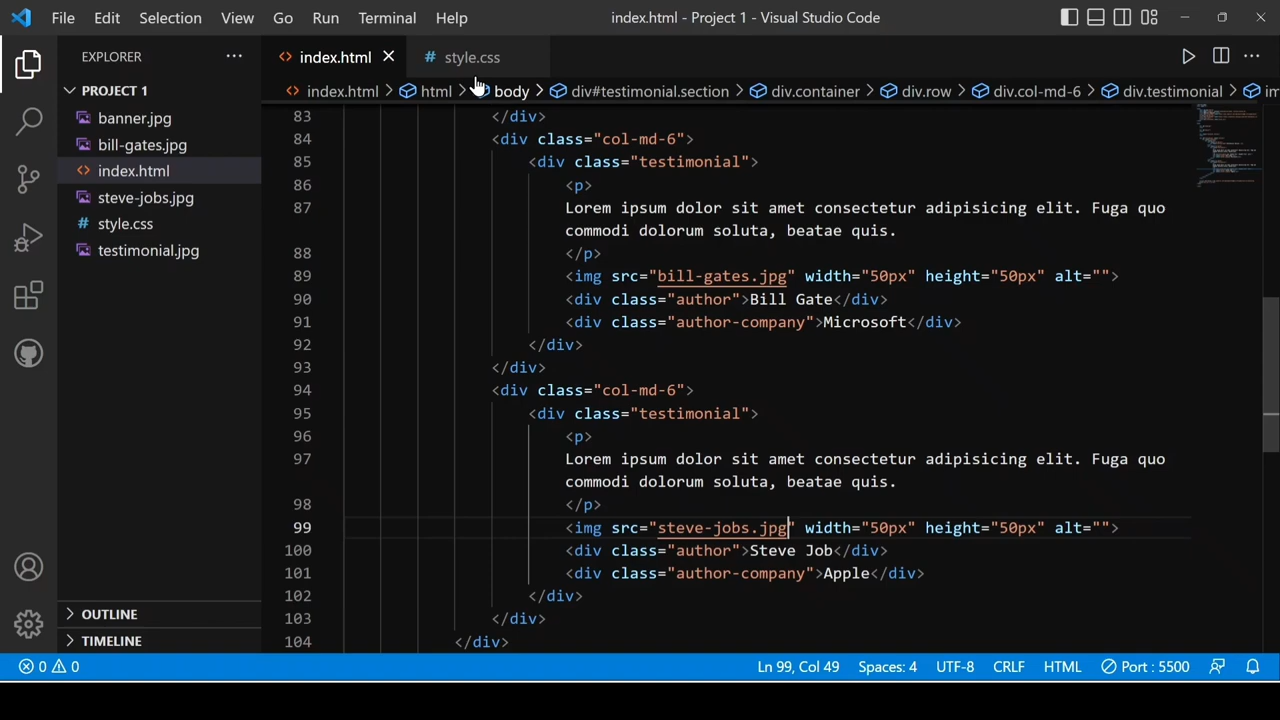 File Edit Selection View Go Run Terminal Help index.html - Project 1 - Visual Studio Code
EXPLORER
index.html
# style.css
PROJECT 1
index.html > html > body > div#testimonial.section > div.container > div.row > div.col-md-6 > div.testimonial > im
banner.jpg
bill-gates.jpg
index.html
steve-jobs.jpg
# style.css
testimonial.jpg
83 </div>
84 <div class="col-md-6">
85 <div class="testimonial">
86 <p>
87 Lorem ipsum dolor sit amet consectetur adipisicing elit. Fuga quo
commodi dolorum soluta, beatae quis.
88 </p>
89 <img src="bill-gates.jpg" width="50px" height="50px" alt="">
90 <div class="author">Bill Gate</div>
91 <div class="author-company">Microsoft</div>
92 </div>
93 </div>
94 <div class="col-md-6">
95 <div class="testimonial">
96 <p>
97 Lorem ipsum dolor sit amet consectetur adipisicing elit. Fuga quo
commodi dolorum soluta, beatae quis.
98 </p>
99 <img src="steve-jobs.jpg" width="50px" height="50px" alt="">
100 <div class="author">Steve Job</div>
101 <div class="author-company">Apple</div>
102 </div>
103 </div>
104 </div>
OUTLINE
TIMELINE
0 0 Ln 99, Col 49 Spaces: 4 UTF-8 CRLF HTML Port : 5500